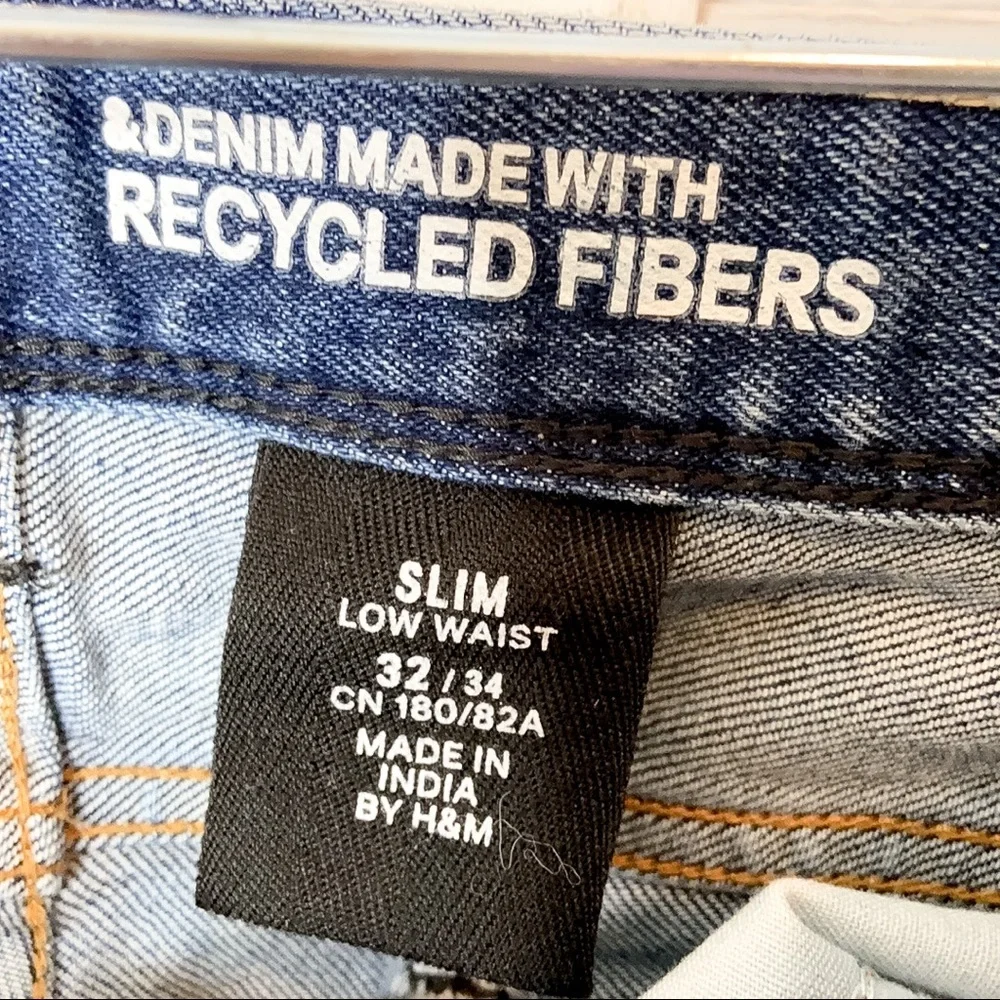 &DENIM MADE WITH
RECYCLED FIBERS
SLIM
LOW WAIST
32 / 34
CN 180/82A
MADE IN
INDIA
BY H&M